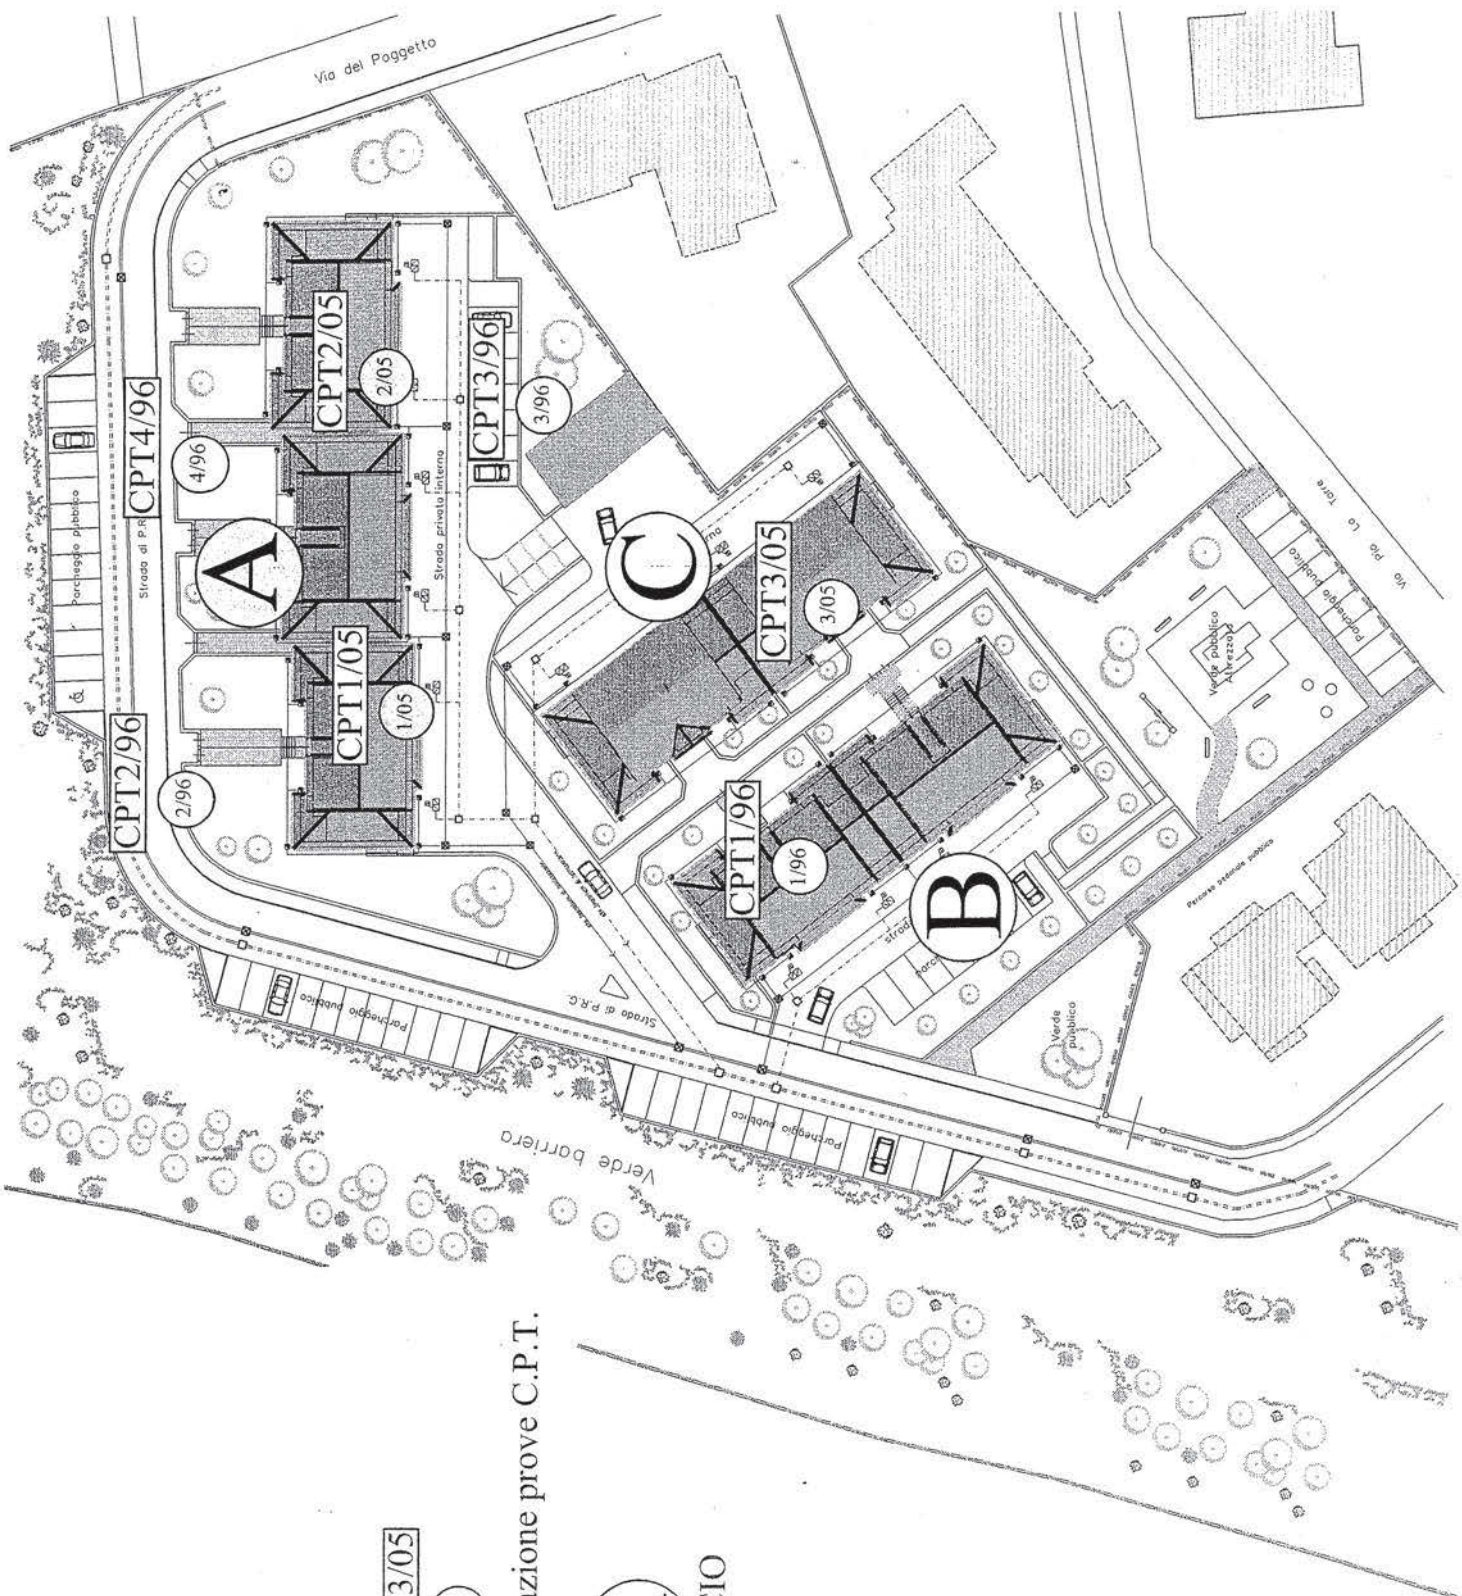 Via del Poggetto
CPT4/96
4/96
Parcheggio pubblico
Strada di P.R
CPT2/96
2/96
A
CPT2/05
2/05
CPT1/05
1/05
Strada privata interna
CPT3/96
3/96
C
CPT3/05
3/05
CPT1/96
1/96
B
Via Pia La Torre
Parcheggio pubblico
Verde pubblico
Attrezzato
Percorso pedonale pubblico
Verde
pubblico
Strada di P.R.G.
Parcheggio pubblico
Parcheggio pubblico
Verde barriera
3/05
azione prove C.P.T.
CIO